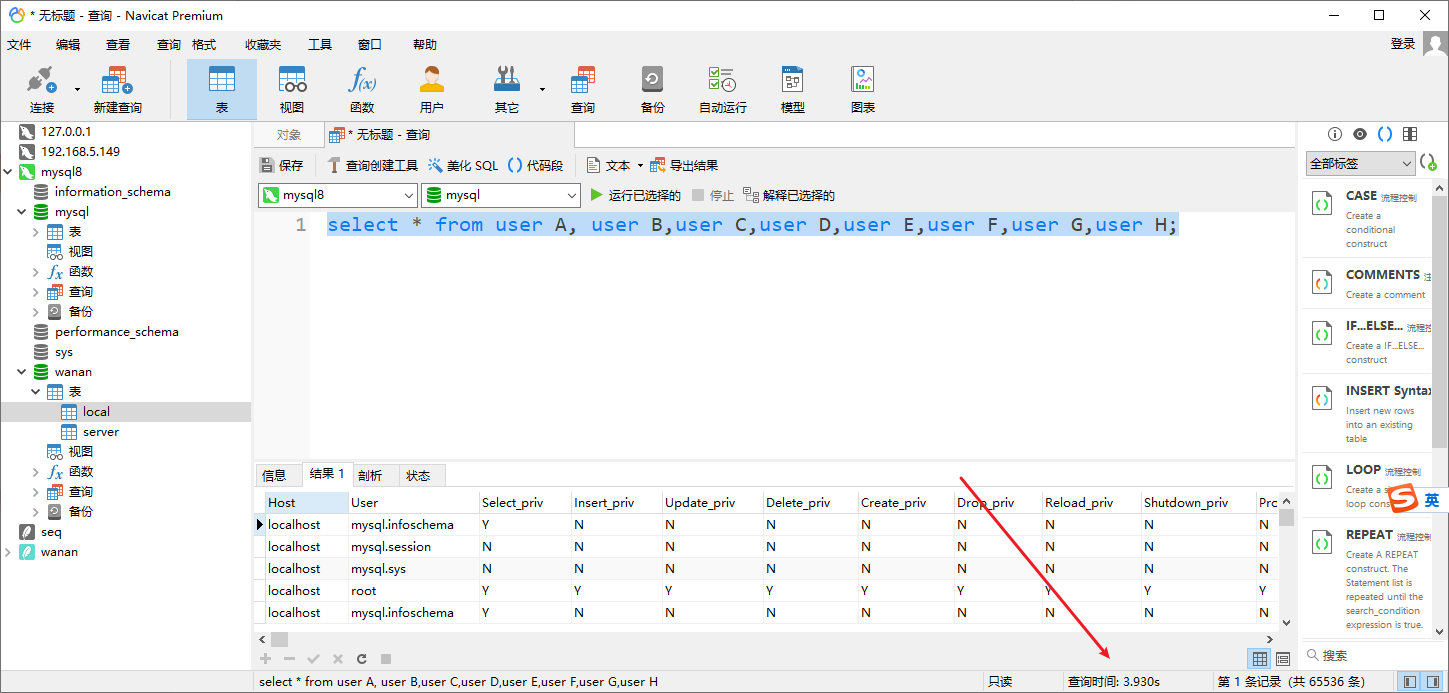 * 无标题 - 查询 - Navicat Premium
文件 编辑 查看 查询 格式 收藏夹 工具 窗口 帮助 登录
连接 新建查询 表 视图 函数 用户 其它 查询 备份 自动运行 模型 图表
127.0.0.1
192.168.5.149
mysql8
information_schema
mysql
表
视图
函数
查询
备份
performance_schema
sys
wanan
表
local
server
视图
函数
查询
备份
seq
wanan
对象 * 无标题 - 查询
保存 查询创建工具 美化 SQL 代码段 文本 导出结果
mysql8 mysql 运行已选择的 停止 解释已选择的
1 select * from user A, user B,user C,user D,user E,user F,user G,user H;
信息 结果 1 剖析 状态
Host User Select_priv Insert_priv Update_priv Delete_priv Create_priv Drop_priv Reload_priv Shutdown_priv Prc
localhost mysql.infoschema Y N N N N N N N N
localhost mysql.session N N N N N N N N N
localhost mysql.sys N N N N N N N N N
localhost root Y Y Y Y Y Y Y Y Y
localhost mysql.infoschema Y N N N N N N N N
select * from user A, user B,user C,user D,user E,user F,user G,user H 只读 查询时间: 3.930s 第 1 条记录 (共 65536 条)
全部标签
CASE 流程控制
Create a
conditional
construct
COMMENTS 注
Create a comment
IF...ELSE... 流程控
Create a IF...ELSE...
construct
INSERT Syntax
Insert new rows
into an existing
table
LOOP 流程控制
Create a s
loop cons
英
REPEAT 流程控制
Create A REPEAT
construct. The
Statement list is
repeated until the
search_condition
expression is true.
搜索